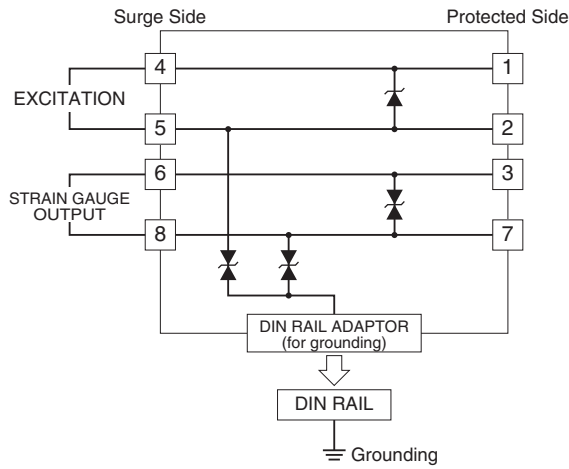 Surge Side
Protected Side
4
1
EXCITATION
5
2
6
3
STRAIN GAUGE
OUTPUT
8
7
DIN RAIL ADAPTOR
(for grounding)
DIN RAIL
Grounding